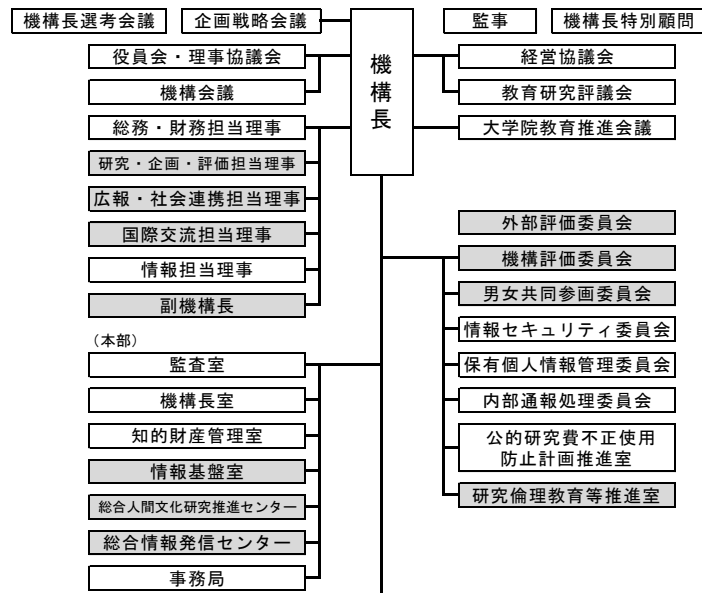 機構長選考会議
企画戦略会議
機構長
監事
機構長特別顧問
役員会・理事協議会
機構会議
総務・財務担当理事
研究・企画・評価担当理事
広報・社会連携担当理事
国際交流担当理事
情報担当理事
副機構長
経営協議会
教育研究評議会
大学院教育推進会議
外部評価委員会
機構評価委員会
男女共同参画委員会
情報セキュリティ委員会
保有個人情報管理委員会
内部通報処理委員会
公的研究費不正使用
防止計画推進室
研究倫理教育等推進室
（本部）
監査室
機構長室
知的財産管理室
情報基盤室
総合人間文化研究推進センター
総合情報発信センター
事務局